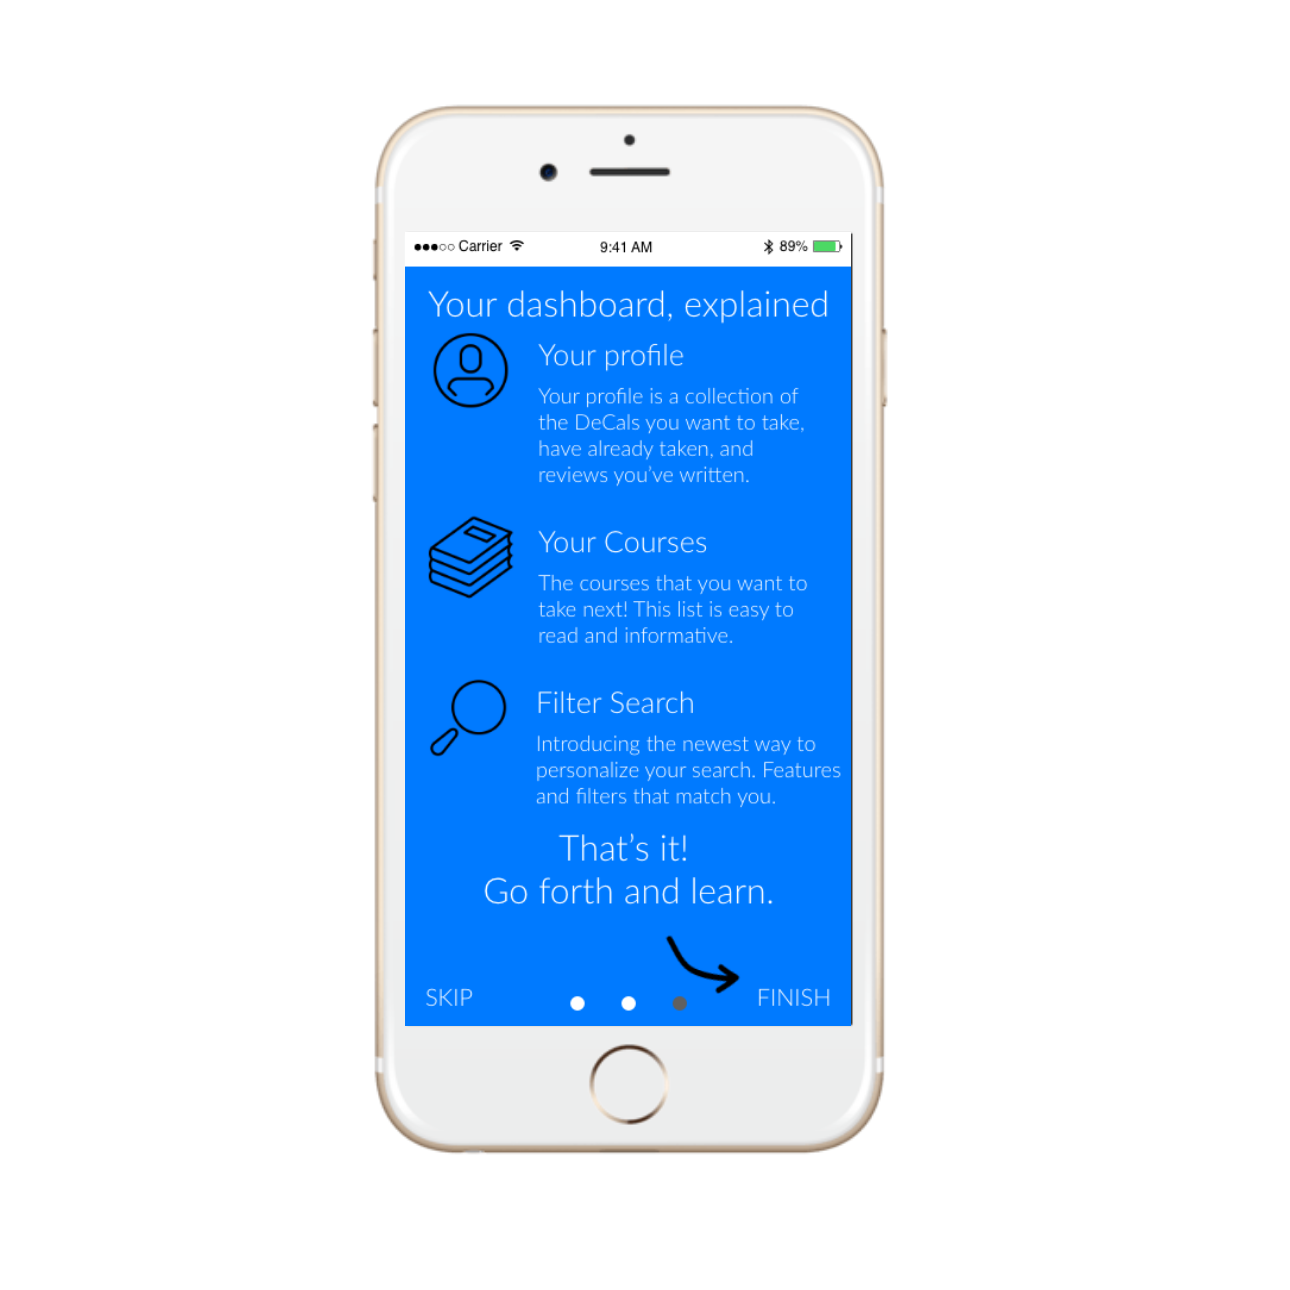 Carrier 9:41 AM 89%
Your dashboard, explained
Your profile
Your profile is a collection of
the DeCals you want to take,
have already taken, and
reviews you've written.
Your Courses
The courses that you want to
take next! This list is easy to
read and informative.
Filter Search
Introducing the newest way to
personalize your search. Features
and filters that match you.
That's it!
Go forth and learn.
SKIP FINISH